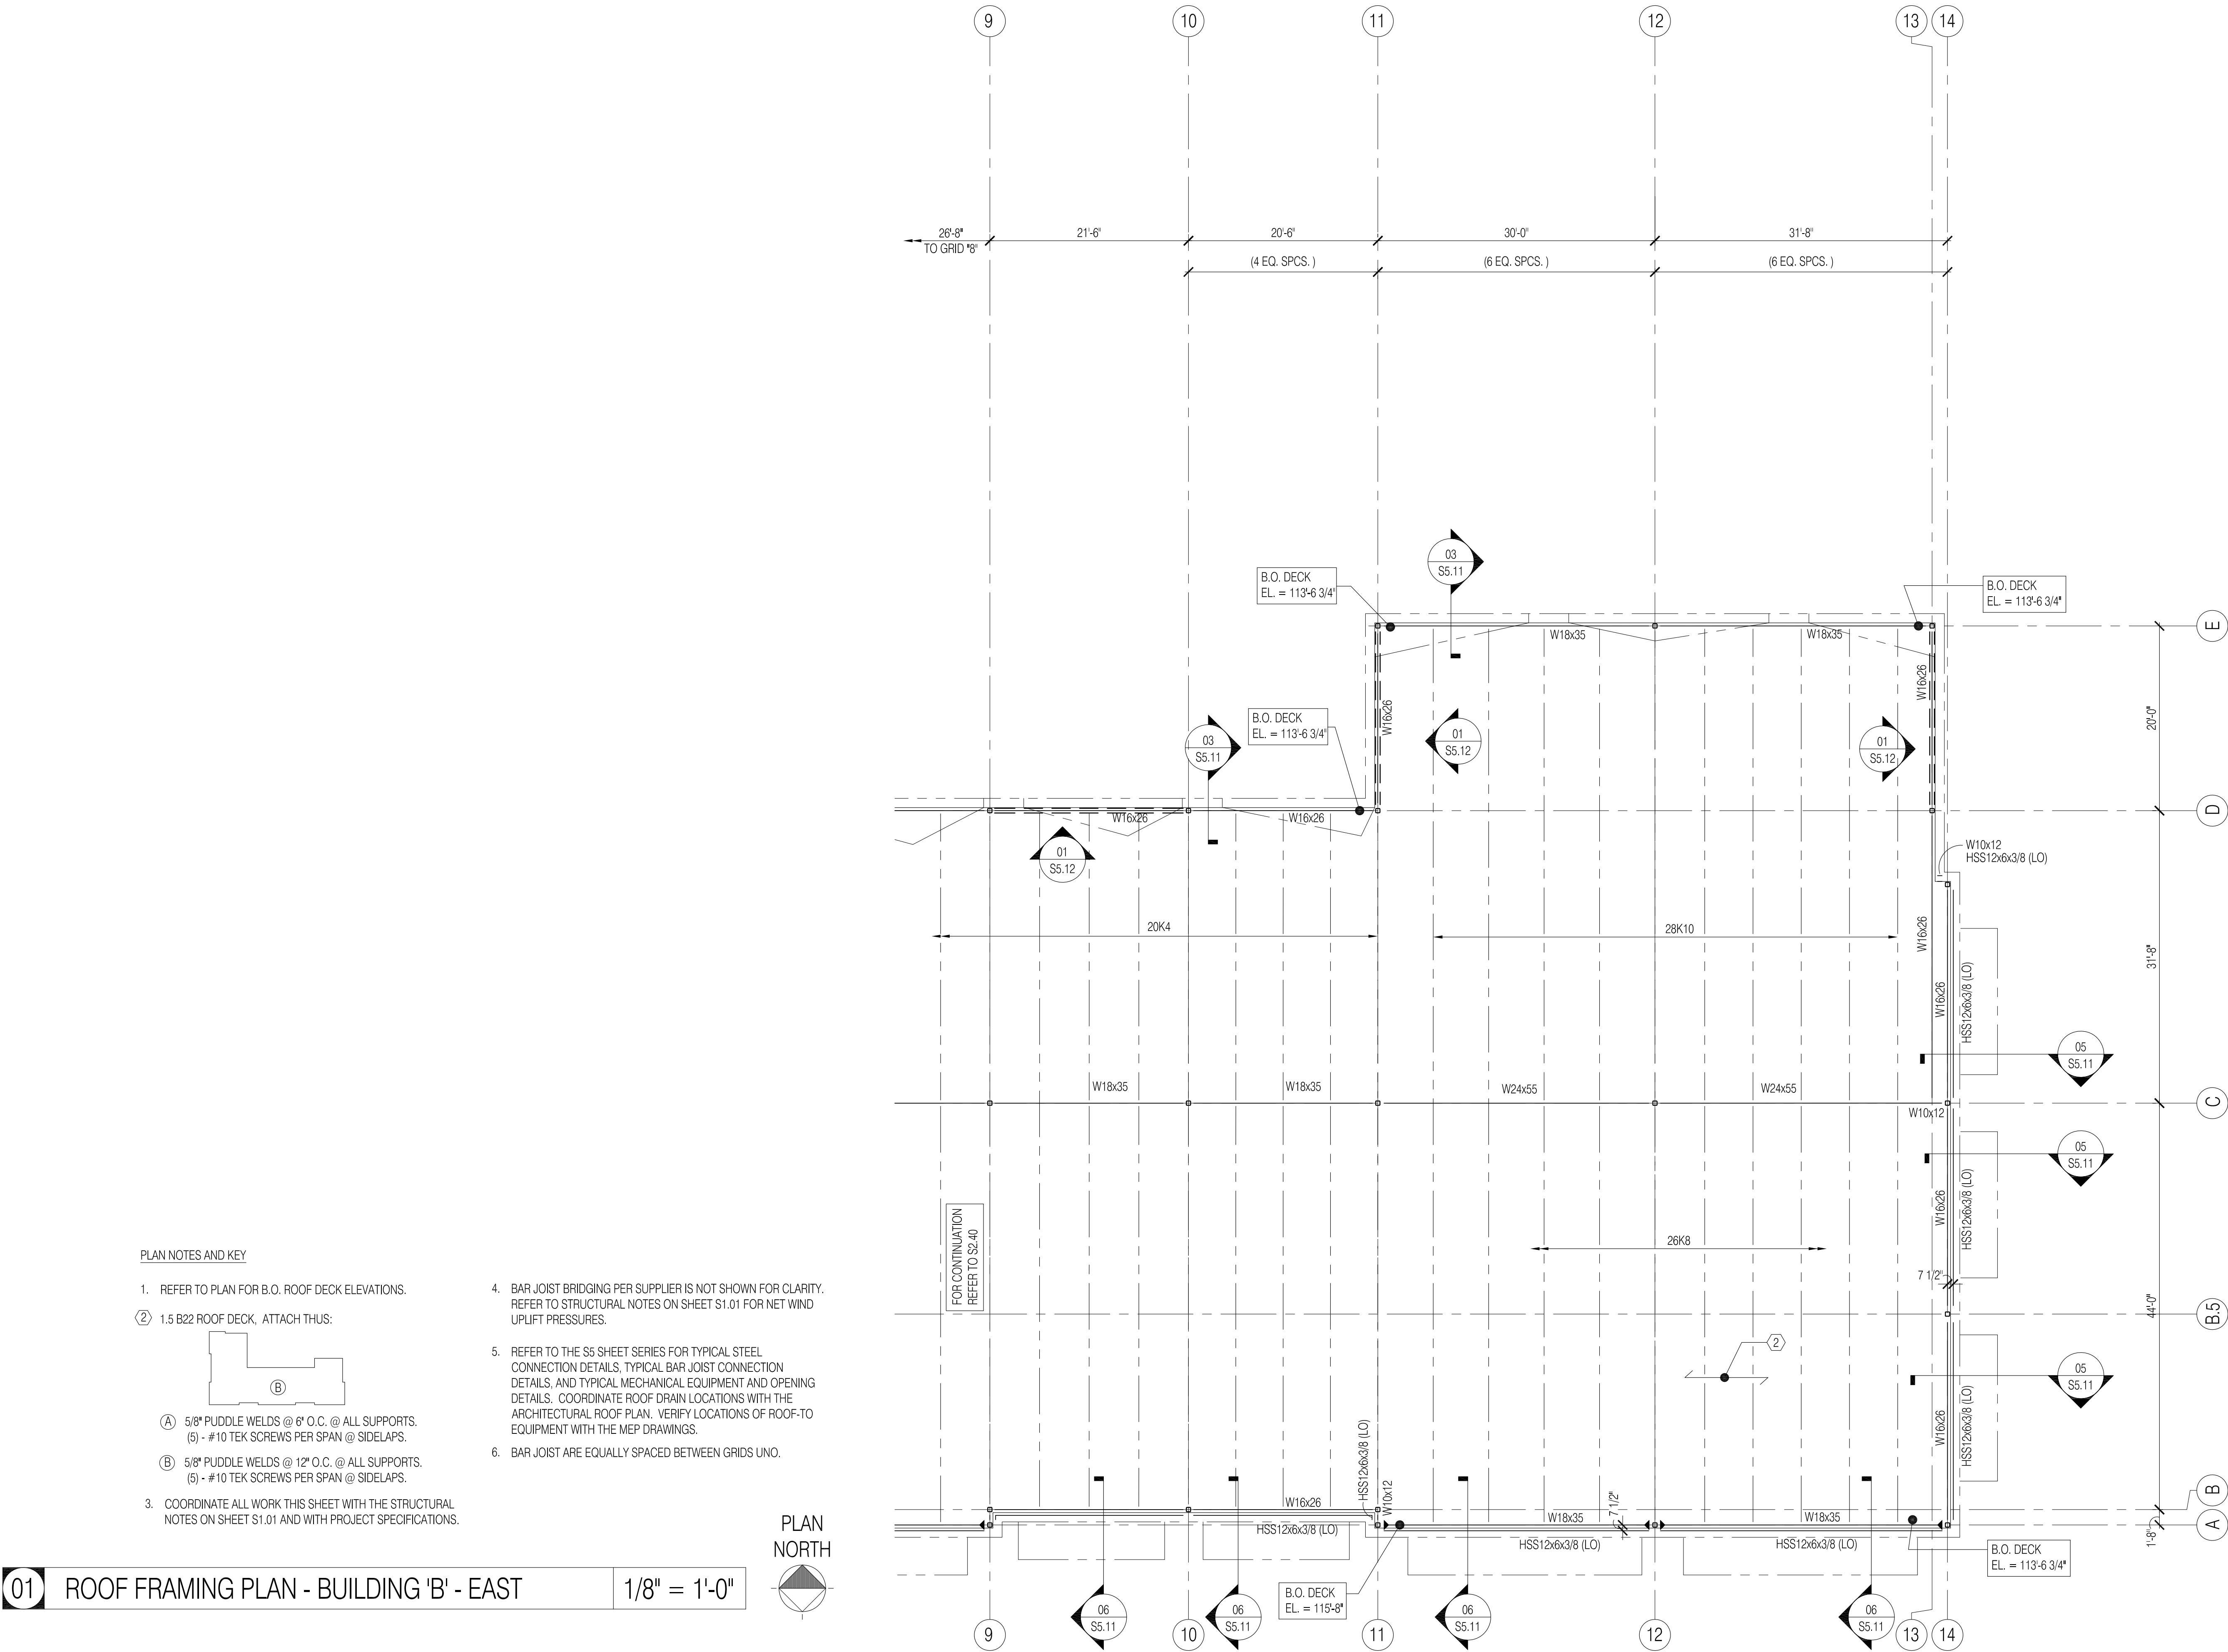 9
10
11
12
13
14
26'-8"
TO GRID "8"
21'-6"
20'-6"
30'-0"
31'-8"
(4 EQ. SPCS. )
(6 EQ. SPCS. )
(6 EQ. SPCS. )
03
S5.11
B.O. DECK
EL. = 113'-6 3/4"
B.O. DECK
EL. = 113'-6 3/4"
E
W18x35
W18x35
W16x26
W16x26
20'-0"
B.O. DECK
EL. = 113'-6 3/4"
03
S5.11
01
S5.12
01
S5.12
D
W16x26
W16x26
01
S5.12
W10x12
HSS12x6x3/8 (LO)
20K4
28K10
W16x26
31'-8"
W16x26
HSS12x6x3/8 (LO)
05
S5.11
W18x35
W18x35
W24x55
W24x55
C
W10x12
05
S5.11
W16x26
HSS12x6x3/8 (LO)
FOR CONTINUATION
REFER TO S2.40
26K8
7 1/2"
44'-0"
B.5
2
05
S5.11
W16x26
HSS12x6x3/8 (LO)
HSS12x6x3/8 (LO)
W10x12
W16x26
HSS12x6x3/8 (LO)
B
7 1/2"
W18x35
W18x35
HSS12x6x3/8 (LO)
HSS12x6x3/8 (LO)
A
1'-8"
B.O. DECK
EL. = 113'-6 3/4"
B.O. DECK
EL. = 115'-8"
06
S5.11
06
S5.11
06
S5.11
06
S5.11
9
10
11
12
13
14
PLAN NOTES AND KEY
1. REFER TO PLAN FOR B.O. ROOF DECK ELEVATIONS.
2 1.5 B22 ROOF DECK, ATTACH THUS:
B
A 5/8" PUDDLE WELDS @ 6" O.C. @ ALL SUPPORTS.
(5) - #10 TEK SCREWS PER SPAN @ SIDELAPS.
B 5/8" PUDDLE WELDS @ 12" O.C. @ ALL SUPPORTS.
(5) - #10 TEK SCREWS PER SPAN @ SIDELAPS.
3. COORDINATE ALL WORK THIS SHEET WITH THE STRUCTURAL
NOTES ON SHEET S1.01 AND WITH PROJECT SPECIFICATIONS.
4. BAR JOIST BRIDGING PER SUPPLIER IS NOT SHOWN FOR CLARITY.
REFER TO STRUCTURAL NOTES ON SHEET S1.01 FOR NET WIND
UPLIFT PRESSURES.
5. REFER TO THE S5 SHEET SERIES FOR TYPICAL STEEL
CONNECTION DETAILS, TYPICAL BAR JOIST CONNECTION
DETAILS, AND TYPICAL MECHANICAL EQUIPMENT AND OPENING
DETAILS. COORDINATE ROOF DRAIN LOCATIONS WITH THE
ARCHITECTURAL ROOF PLAN. VERIFY LOCATIONS OF ROOF-TO
EQUIPMENT WITH THE MEP DRAWINGS.
6. BAR JOIST ARE EQUALLY SPACED BETWEEN GRIDS UNO.
PLAN
NORTH
01 ROOF FRAMING PLAN - BUILDING 'B' - EAST 1/8" = 1'-0"